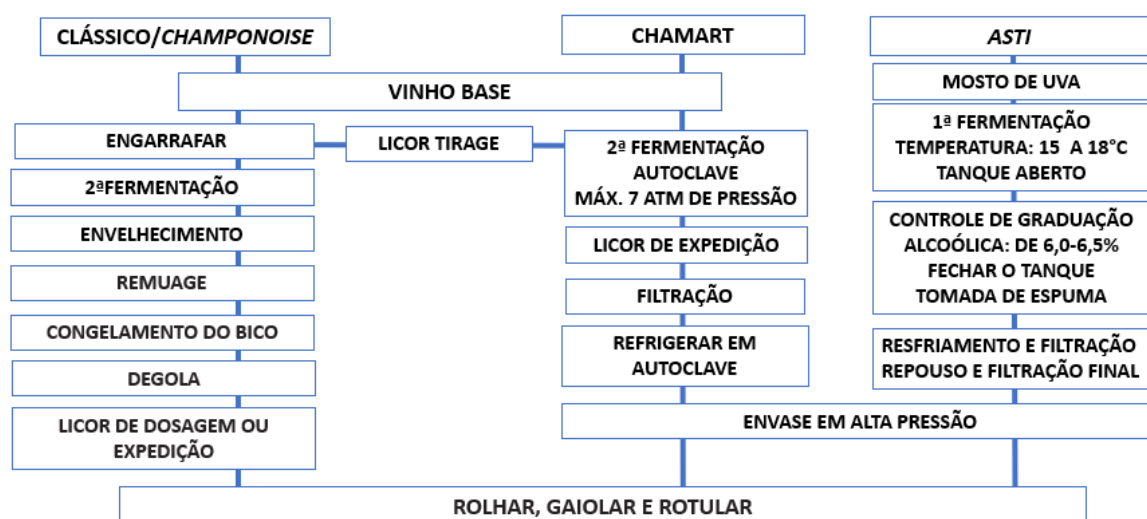 CLÁSSICO/CHAMPONOISE
CHAMART
ASTI
VINHO BASE
MOSTO DE UVA
ENGARRAFAR
LICOR TIRAGE
2ª FERMENTAÇÃO
AUTOCLAVE
MÁX. 7 ATM DE PRESSÃO
1ª FERMENTAÇÃO
TEMPERATURA: 15 A 18°C
TANQUE ABERTO
2ªFERMENTAÇÃO
ENVELHECIMENTO
REMUAGE
CONGELAMENTO DO BICO
DEGOLA
LICOR DE DOSAGEM OU
EXPEDIÇÃO
LICOR DE EXPEDIÇÃO
FILTRAÇÃO
REFRIGERAR EM
AUTOCLAVE
CONTROLE DE GRADUAÇÃO
ALCOÓLICA: DE 6,0-6,5%
FECHAR O TANQUE
TOMADA DE ESPUMA
RESFRIAMENTO E FILTRAÇÃO
REPOUSO E FILTRAÇÃO FINAL
ENVASE EM ALTA PRESSÃO
ROLHAR, GAIOLAR E ROTULAR